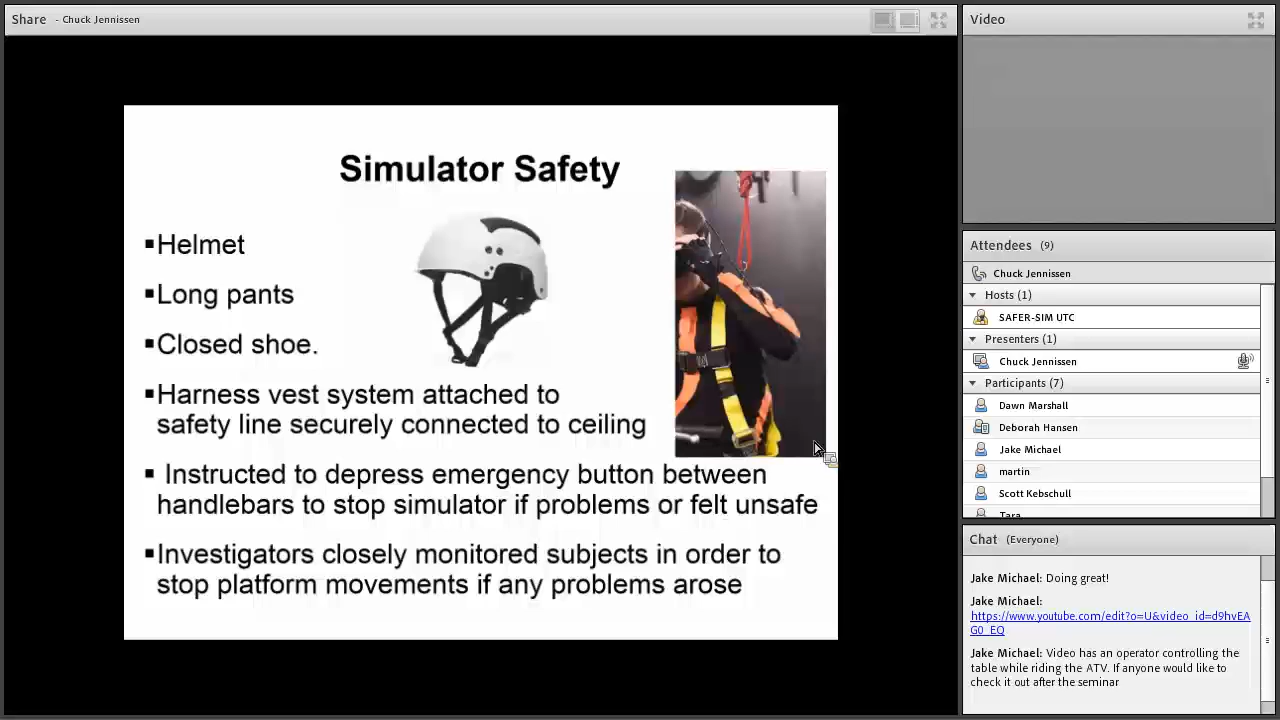 Share - Chuck Jennissen
Simulator Safety
▪Helmet
▪Long pants
▪Closed shoe.
▪Harness vest system attached to
safety line securely connected to ceiling
▪ Instructed to depress emergency button between
handlebars to stop simulator if problems or felt unsafe
▪Investigators closely monitored subjects in order to
stop platform movements if any problems arose
Video
Attendees (9)
Chuck Jennissen
Hosts (1)
SAFER-SIM UTC
Presenters (1)
Chuck Jennissen
Participants (7)
Dawn Marshall
Deborah Hansen
Jake Michael
martin
Scott Kebschull
Tara
Chat (Everyone)
Jake Michael: Doing great!
Jake Michael:
https://www.youtube.com/edit?o=U&video_id=d9hvEA
G0_EQ
Jake Michael: Video has an operator controlling the
table while riding the ATV. If anyone would like to
check it out after the seminar